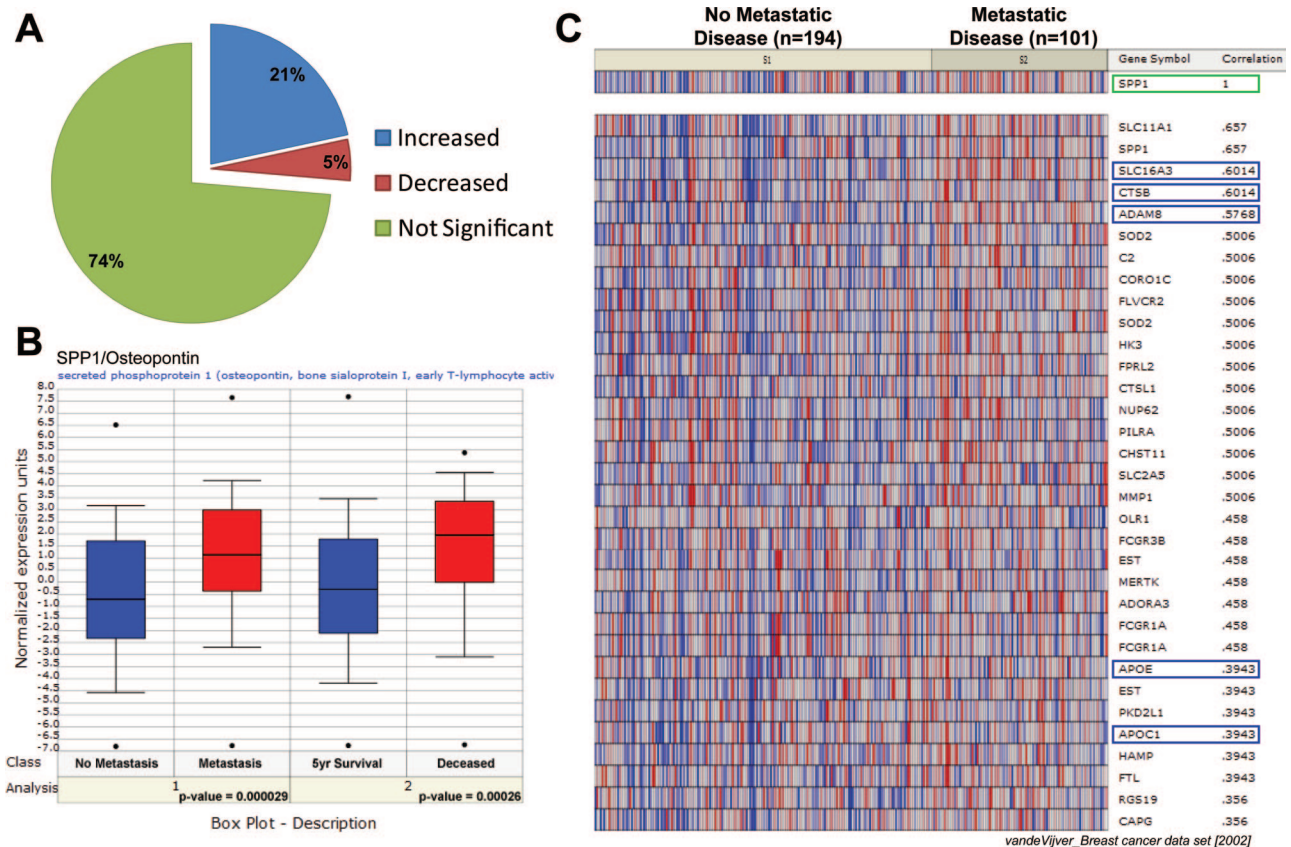 A
21%
5%
74%
Increased
Decreased
Not Significant
B
SPP1/Osteopontin
secreted phosphoprotein 1 (osteopontin, bone sialoprotein I, early T-lymphocyte activ
Normalized expression units
8.0
7.5
7.0
6.5
6.0
5.5
5.0
4.5
4.0
3.5
3.0
2.5
2.0
1.5
1.0
0.5
0.0
-0.5
-1.0
-1.5
-2.0
-2.5
-3.0
-3.5
-4.0
-4.5
-5.0
-5.5
-6.0
-6.5
-7.0
Class No Metastasis Metastasis 5yr Survival Deceased
Analysis 1 2
p-value = 0.000029 p-value = 0.00026
Box Plot - Description
C
No Metastatic Disease (n=194)
Metastatic Disease (n=101)
S1 S2 Gene Symbol Correlation
SPP1 1
SLC11A1 .657
SPP1 .657
SLC16A3 .6014
CTSB .6014
ADAM8 .5768
SOD2 .5006
C2 .5006
CORO1C .5006
FLVCR2 .5006
SOD2 .5006
HK3 .5006
FPRL2 .5006
CTSL1 .5006
NUP62 .5006
PILRA .5006
CHST11 .5006
SLC2A5 .5006
MMP1 .5006
OLR1 .458
FCGR3B .458
EST .458
MERTK .458
ADORA3 .458
FCGR1A .458
FCGR1A .458
APOE .3943
EST .3943
PKD2L1 .3943
APOC1 .3943
HAMP .3943
FTL .3943
RGS19 .356
CAPG .356
vandeVijver_Breast cancer data set [2002]